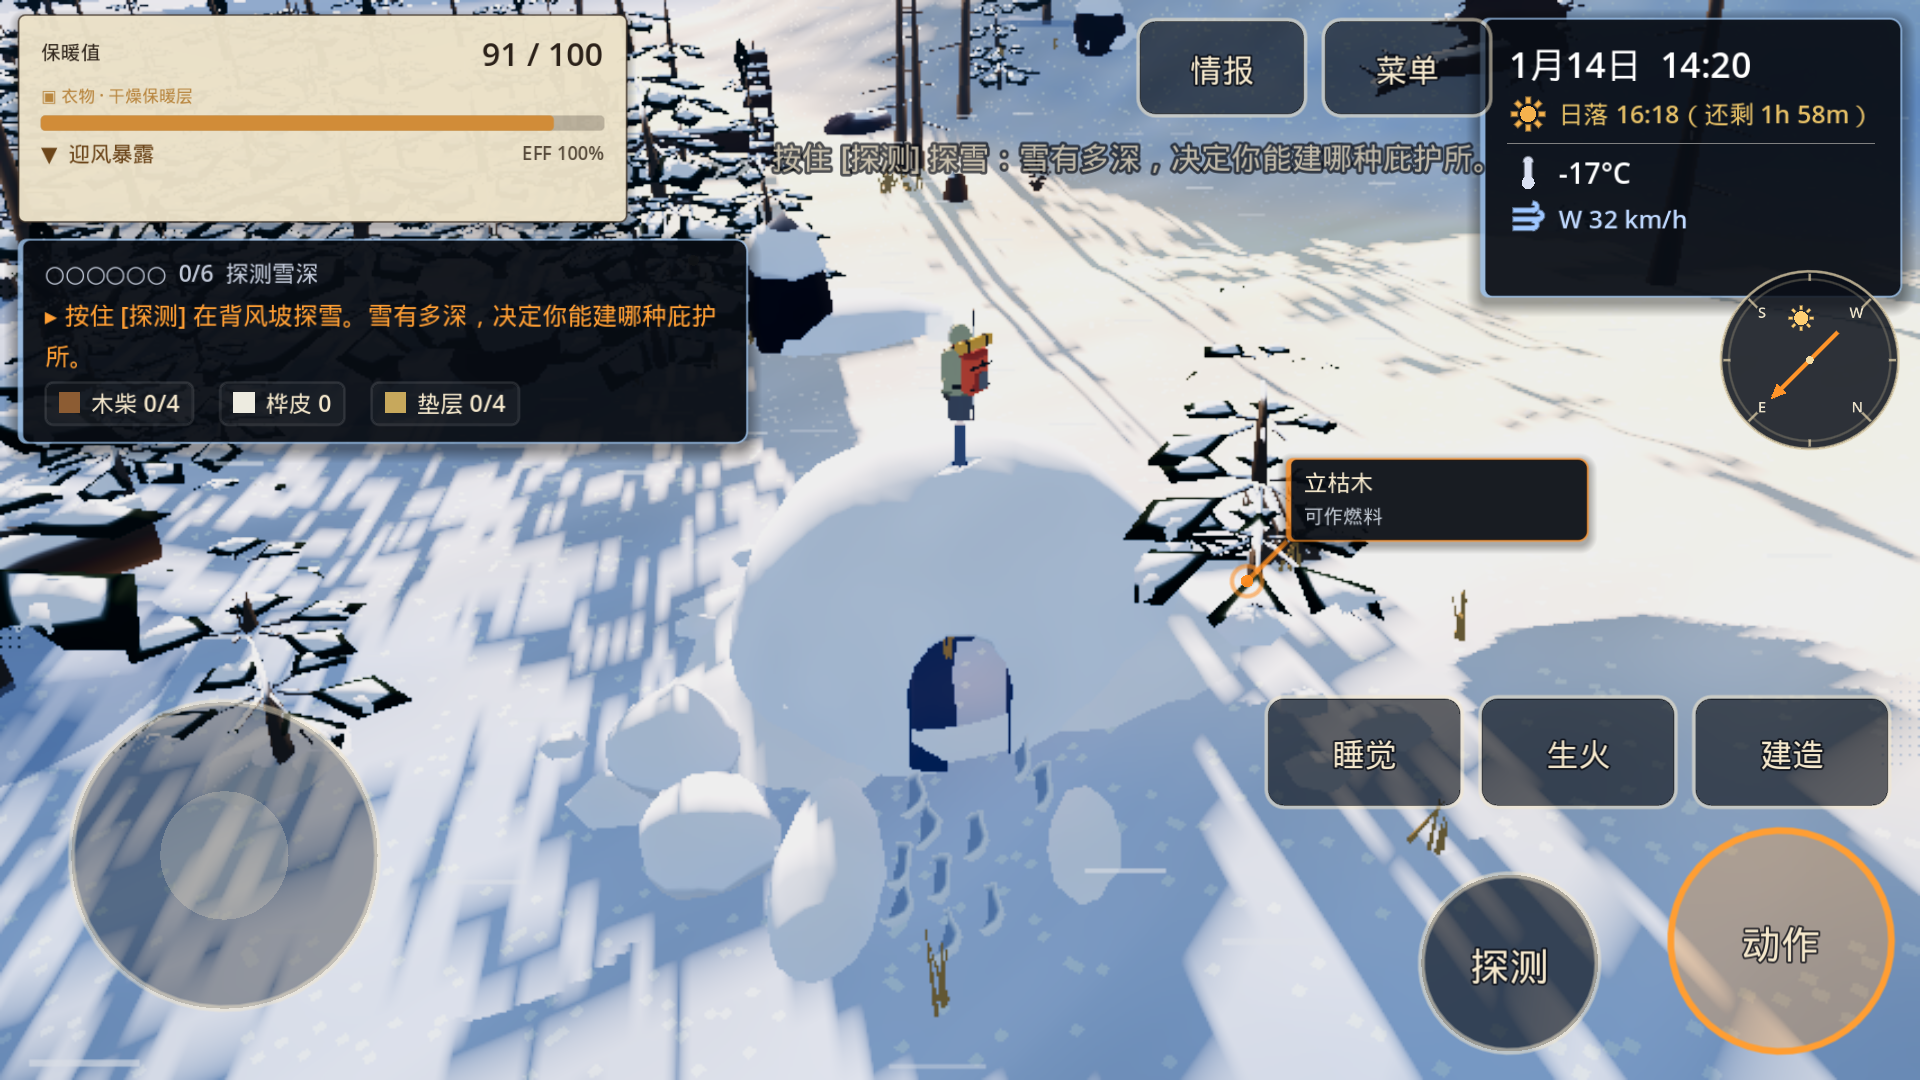 保暖值 91 / 100
▣ 衣物 · 干燥保暖层
▼ 迎风暴露 EFF 100%
○○○○○○ 0/6 探测雪深
▸ 按住 [探测] 在背风坡探雪。雪有多深，决定你能建哪种庇护
所。
木柴 0/4 桦皮 0 垫层 0/4
情报 菜单
按住 [探测] 探雪：雪有多深，决定你能建哪种庇护所。
1月14日 14:20
日落 16:18 ( 还剩 1h 58m )
-17°C
W 32 km/h
S W
E N
立枯木
可作燃料
睡觉 生火 建造
探测 动作